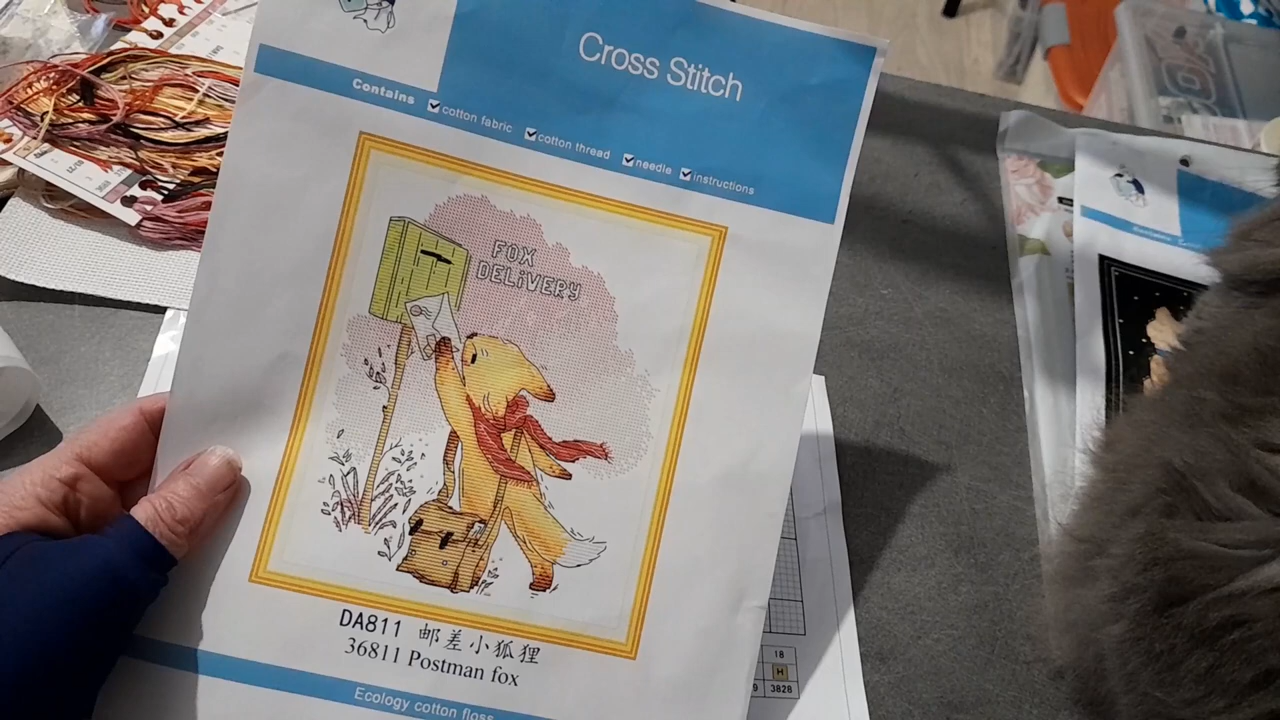 Cross Stitch
Contains cotton fabric cotton thread needle instructions
FOX
DELiVERY
DA811 邮差小狐狸
36811 Postman fox
Ecology cotton floss
18
H
9 3828